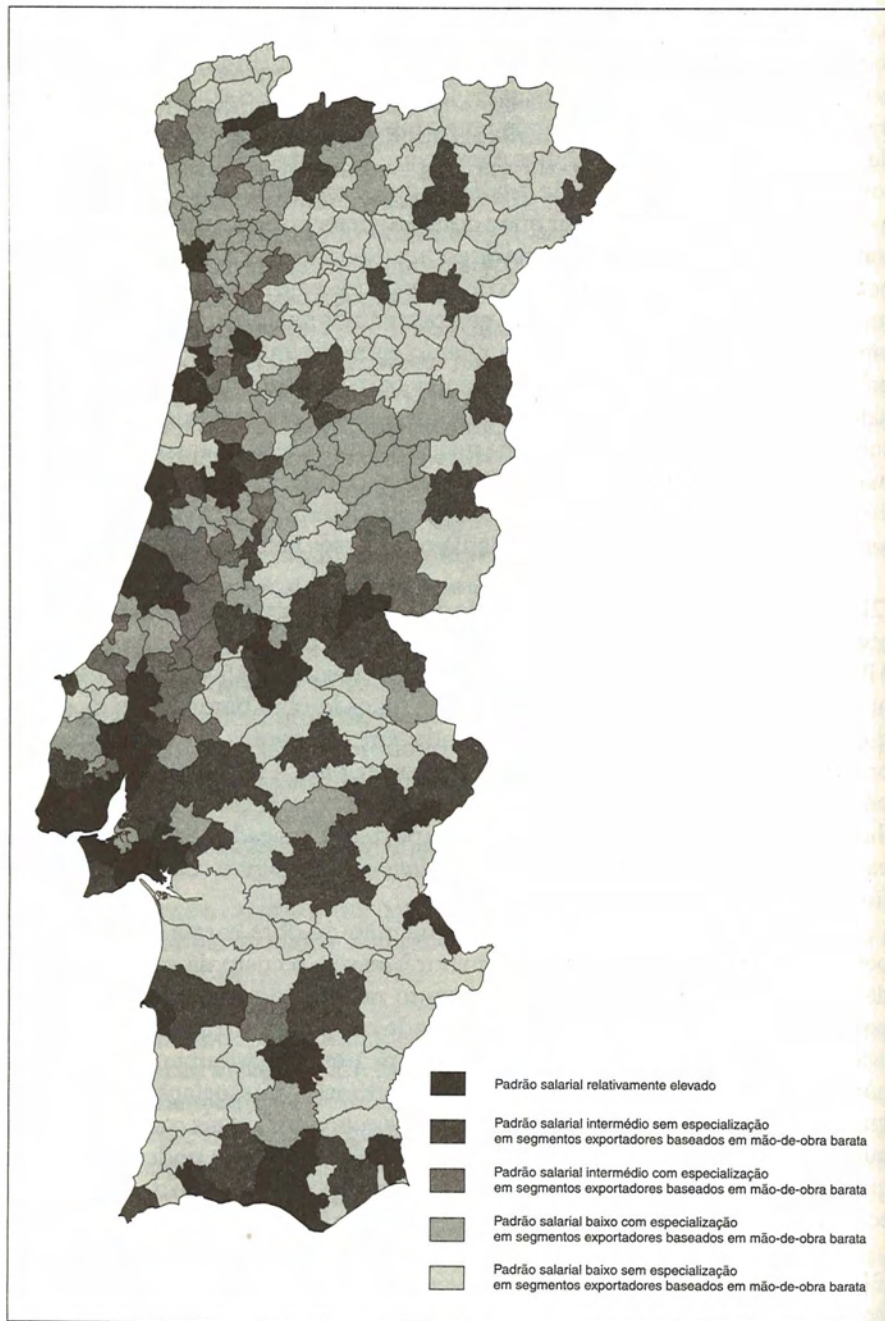 Padrão salarial relativamente elevado
Padrão salarial intermédio sem especialização
em segmentos exportadores baseados em mão-de-obra barata
Padrão salarial intermédio com especialização
em segmentos exportadores baseados em mão-de-obra barata
Padrão salarial baixo com especialização
em segmentos exportadores baseados em mão-de-obra barata
Padrão salarial baixo sem especialização
em segmentos exportadores baseados em mão-de-obra barata